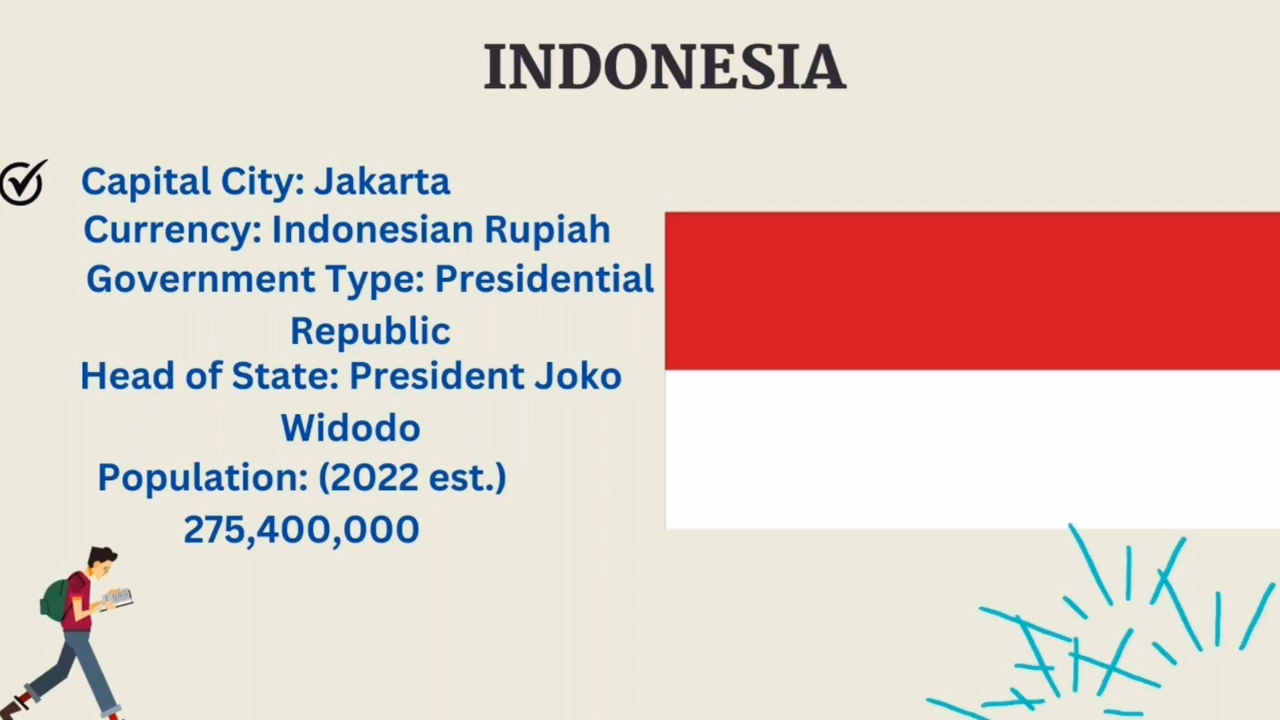 INDONESIA
Capital City: Jakarta
Currency: Indonesian Rupiah
Government Type: Presidential
Republic
Head of State: President Joko
Widodo
Population: (2022 est.)
275,400,000